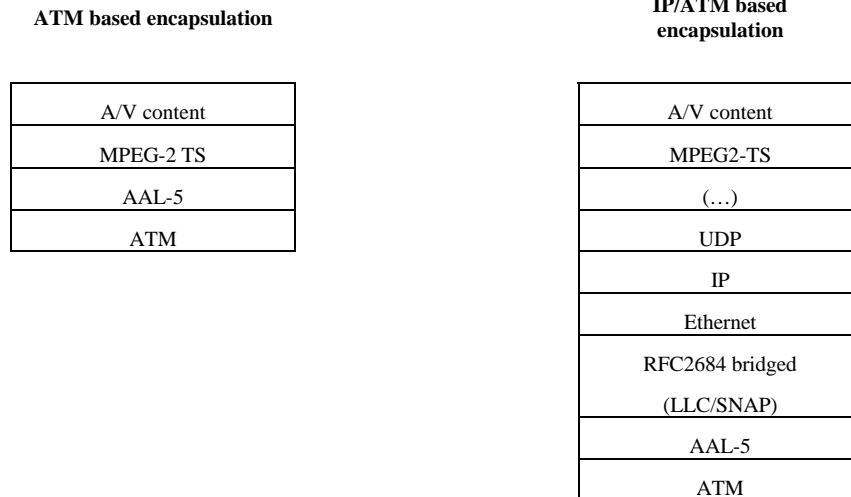 ATM based encapsulation
A/V content
MPEG-2 TS
AAL-5
ATM
IP/ATM based
encapsulation
A/V content
MPEG2-TS
(…)
UDP
IP
Ethernet
RFC2684 bridged
(LLC/SNAP)
AAL-5
ATM